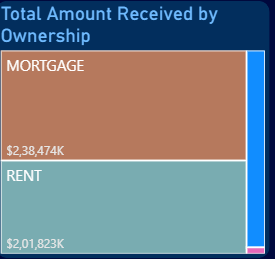 Total Amount Received by
Ownership
MORTGAGE
$2,38,474K
RENT
$2,01,823K